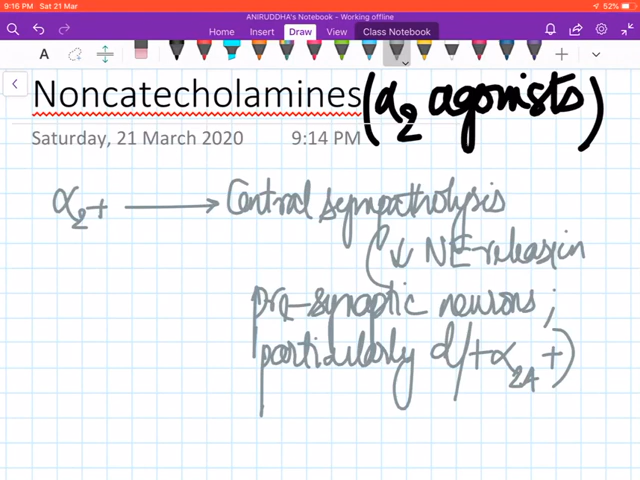 9:16 PM Sat 21 Mar
52%
ANIRUDDHA's Notebook - Working offline
Home Insert Draw View Class Notebook
A
Noncatecholamines (α2 agonists)
Saturday, 21 March 2020 9:14 PM
α2+ → Central sympatholysis
(↓ NE-release in
pre-synaptic neurons;
particularly d/t α2A +)